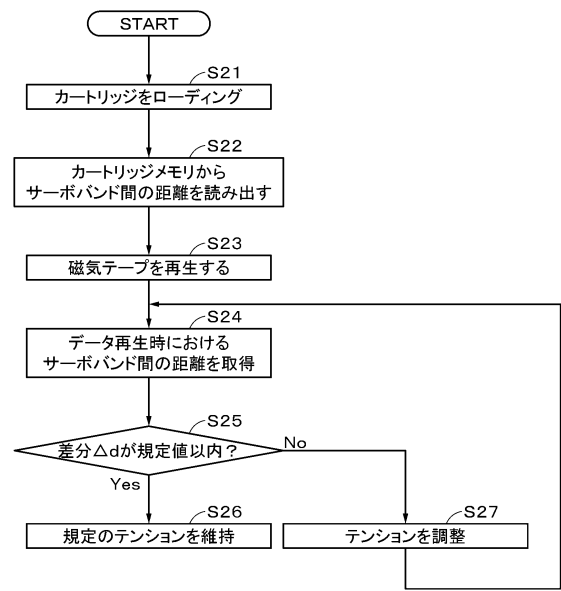 START
S21
カートリッジをローディング
S22
カートリッジメモリから
サーボバンド間の距離を読み出す
S23
磁気テープを再生する
S24
データ再生時における
サーボバンド間の距離を取得
S25
差分△dが規定値以内？
No
Yes
S26
規定のテンションを維持
S27
テンションを調整